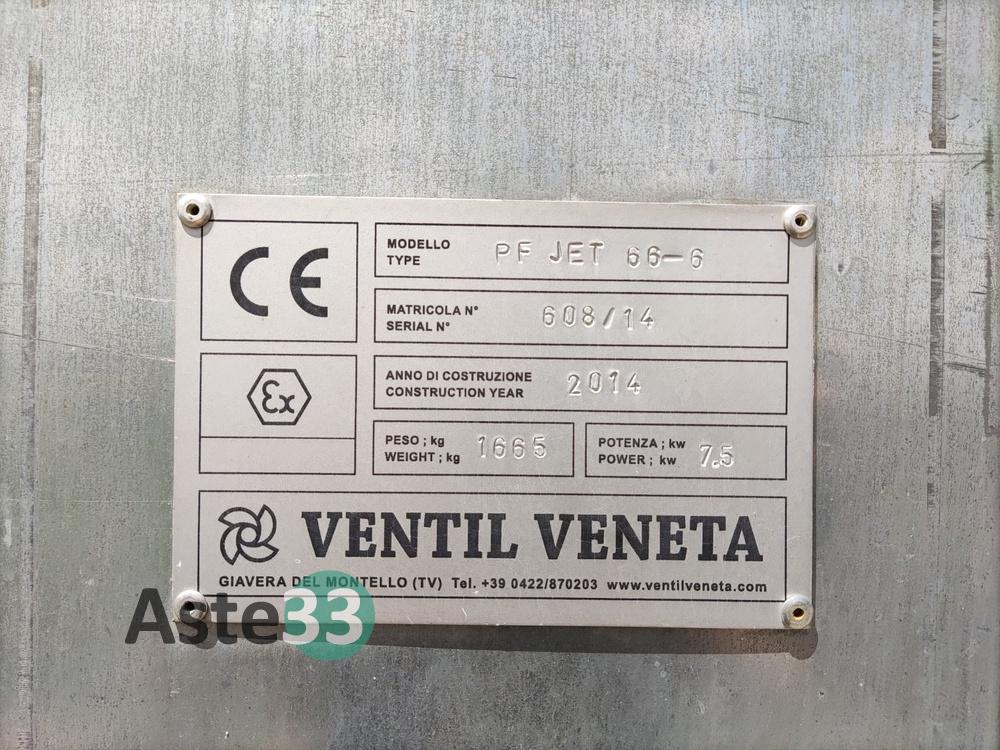 CE
MODELLO
TYPE
PF JET 66-6
MATRICOLA N°
SERIAL N°
608/14
Ex
ANNO DI COSTRUZIONE
CONSTRUCTION YEAR
2014
PESO ; kg
WEIGHT ; kg
1665
POTENZA ; kw
POWER ; kw
7.5
VENTIL VENETA
GIAVERA DEL MONTELLO (TV) Tel. +39 0422/870203 www.ventilveneta.com
Aste33